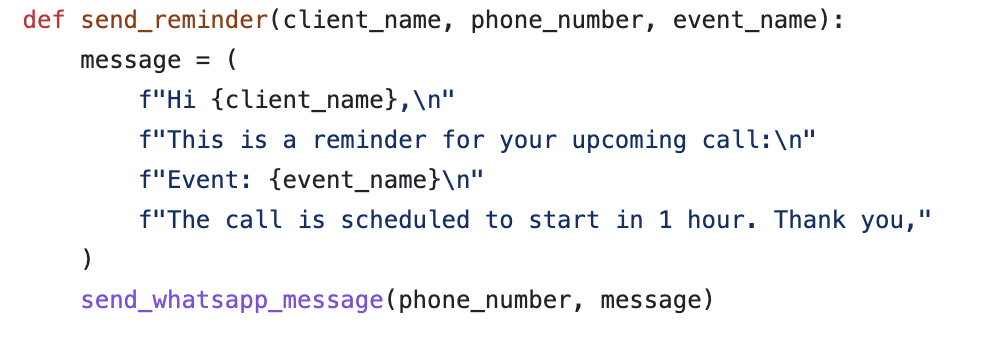 def send_reminder(client_name, phone_number, event_name):
    message = (
        f"Hi {client_name},\n"
        f"This is a reminder for your upcoming call:\n"
        f"Event: {event_name}\n"
        f"The call is scheduled to start in 1 hour. Thank you,"
    )
    send_whatsapp_message(phone_number, message)